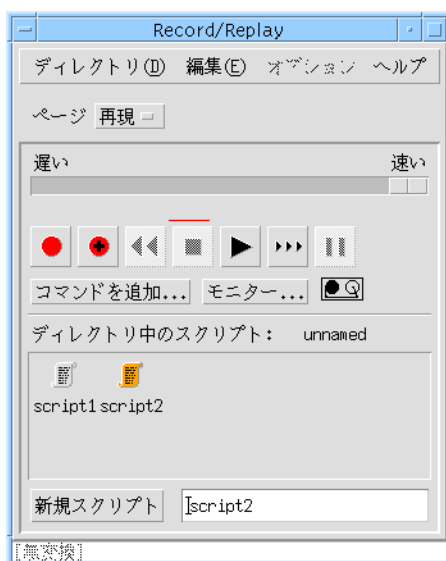 Record/Replay
ディレクトリ(D) 編集(E) オプション ヘルプ
ページ 再現
遅い 速い
コマンドを追加... モニター...
ディレクトリ中のスクリプト: unnamed
script1 script2
新規スクリプト script2
[無変換]